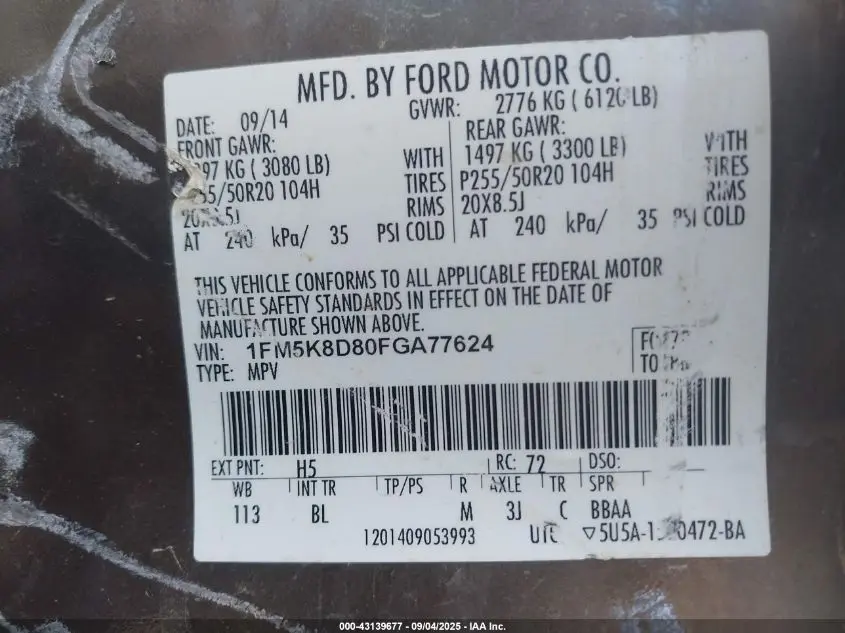 MFD. BY FORD MOTOR CO.
DATE: 09/14 GVWR: 2776 KG ( 6120 LB)
FRONT GAWR: REAR GAWR:
KG ( 3080 LB) WITH 1497 KG ( 3300 LB) WITH
TIRES P255/50R20 104H TIRES
104H RIMS 20X8.5J RIMS
AT 240 kPa/ 35 PSI COLD AT 240 kPa/ 35 PSI COLD
THIS VEHICLE CONFORMS TO ALL APPLICABLE FEDERAL MOTOR
VEHICLE SAFETY STANDARDS IN EFFECT ON THE DATE OF
MANUFACTURE SHOWN ABOVE.
VIN: 1FM5K8D80FGA77624
TYPE: MPV
EXT PNT: H5 RC: 72 DSO:
WB INT TR TP/PS R AXLE TR SPR
113 BL M 3J C BBAA
1201409053993 UTC
000-43139677 - 09/04/2025 - IAA Inc.